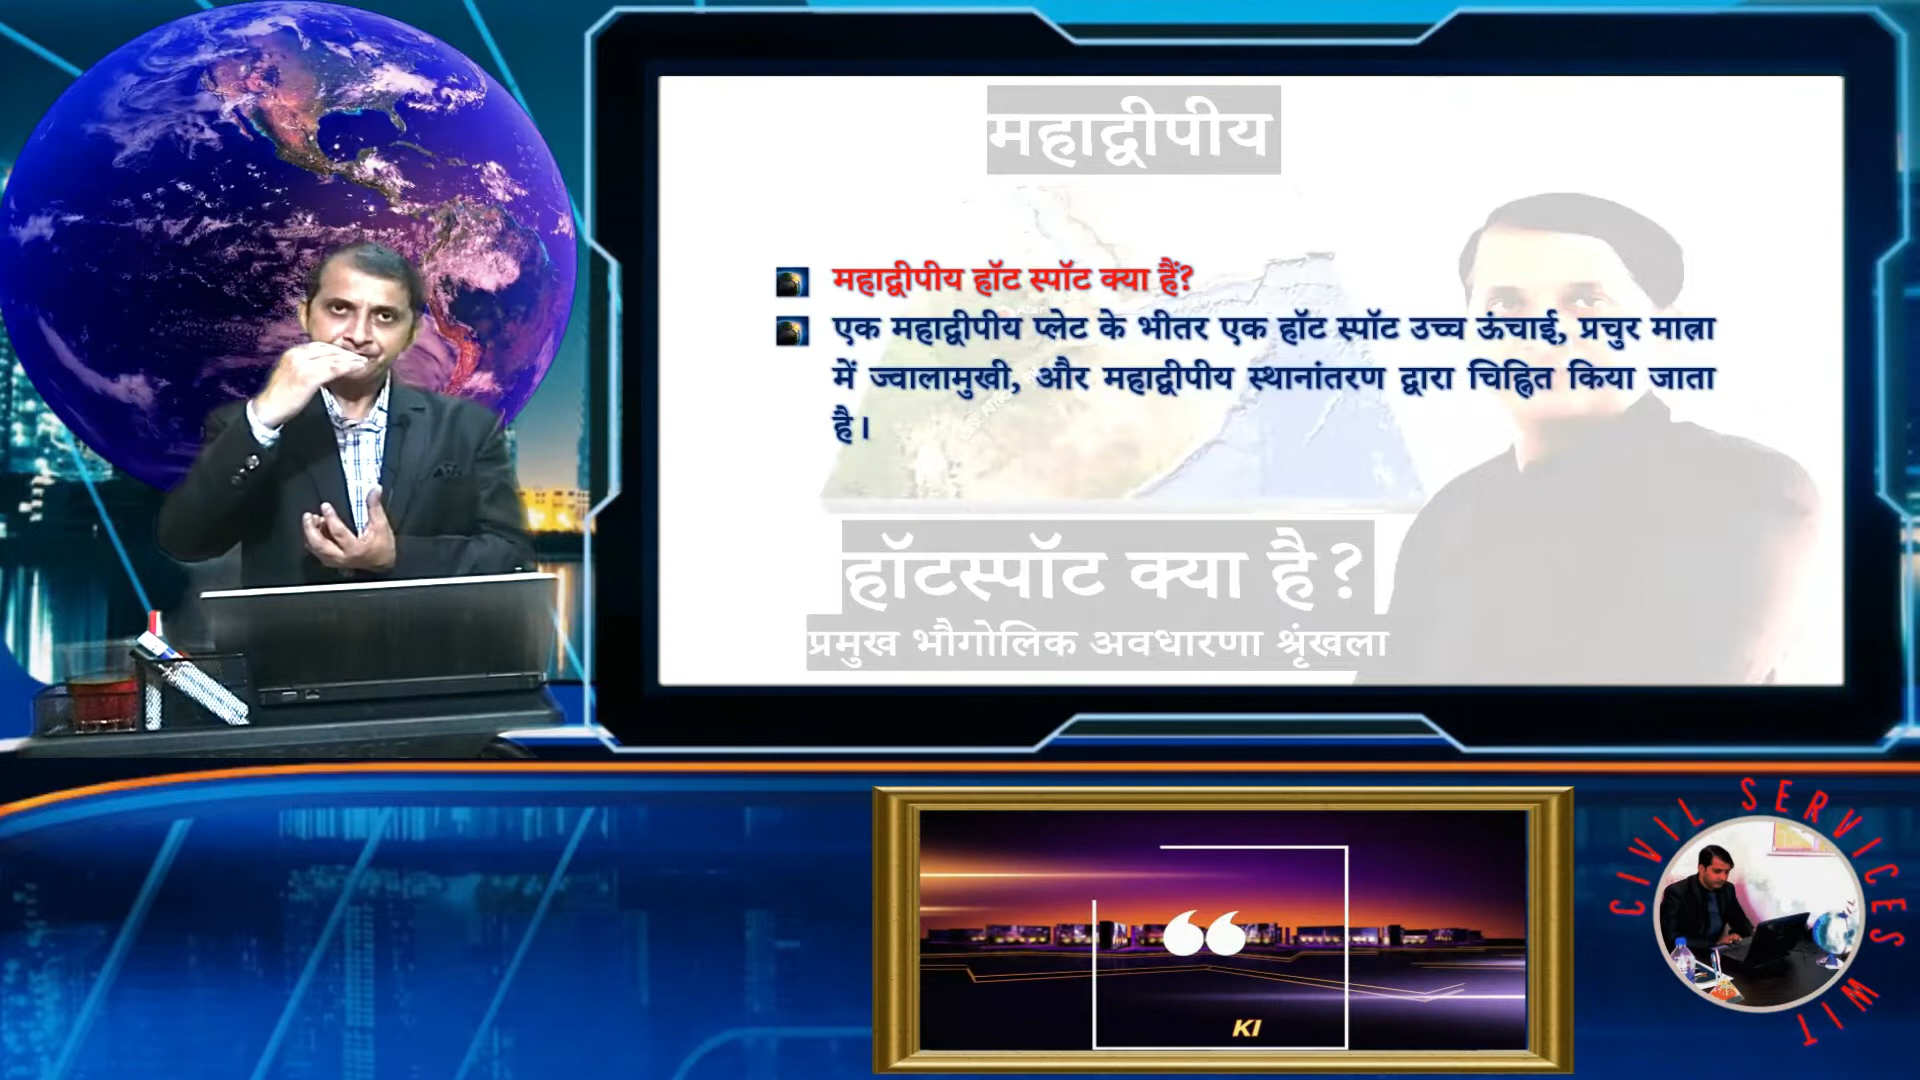 महाद्वीपीय
महाद्वीपीय हॉट स्पॉट क्या हैं?
एक महाद्वीपीय प्लेट के भीतर एक हॉट स्पॉट उच्च ऊंचाई, प्रचुर मात्रा
में ज्वालामुखी, और महाद्वीपीय स्थानांतरण द्वारा चिह्नित किया जाता
है।
हॉटस्पॉट क्या है?
प्रमुख भौगोलिक अवधारणा श्रृंखला
“
KI
CIVIL SERVICES WIT